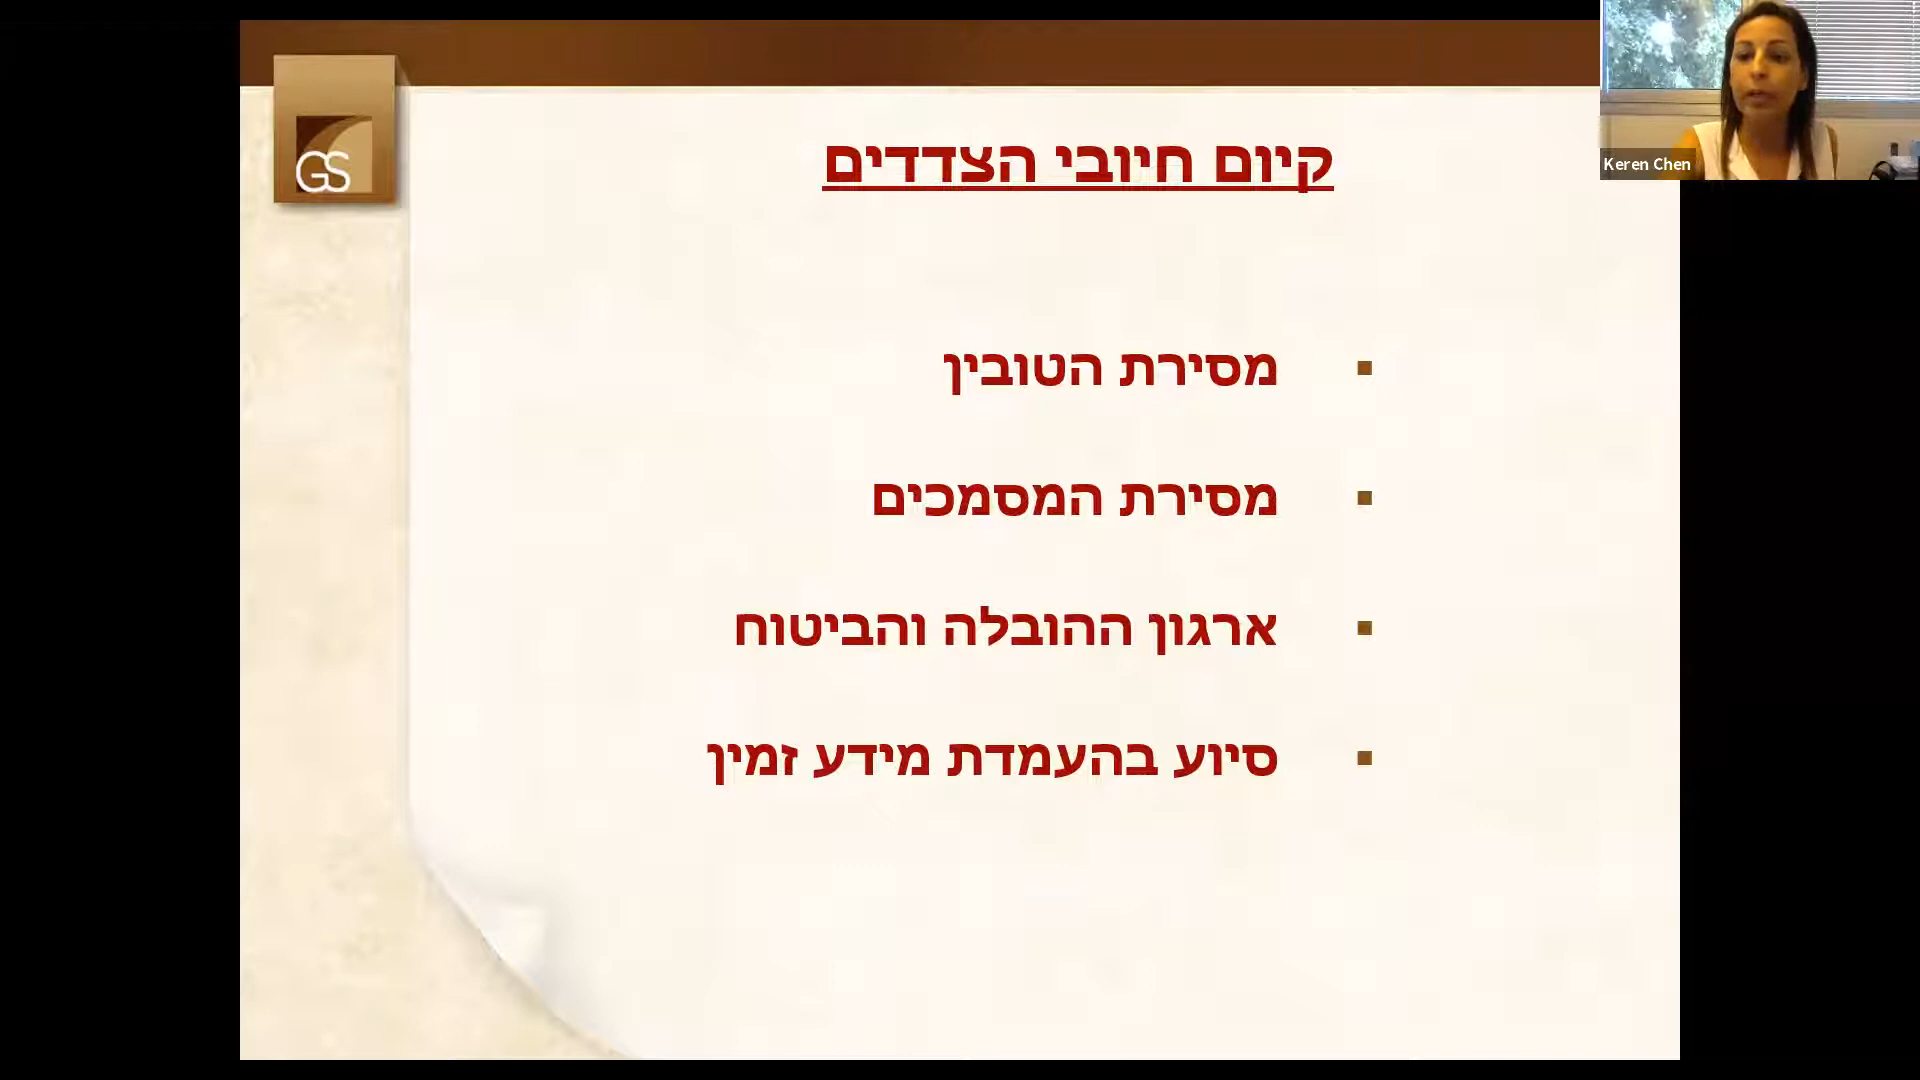 GS
Keren Chen
קיום חיובי הצדדים
מסירת הטובין
מסירת המסמכים
ארגון ההובלה והביטוח
סיוע בהעמדת מידע זמין